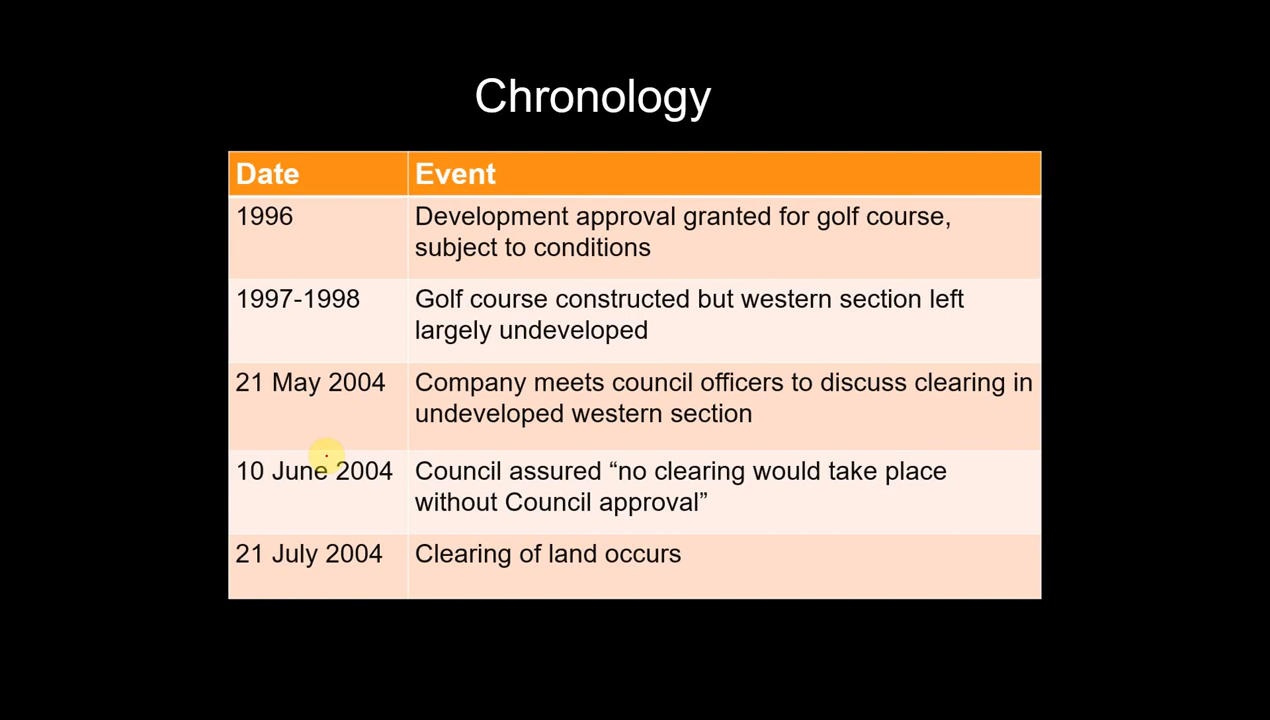 Chronology
Date Event
1996 Development approval granted for golf course,
subject to conditions
1997-1998 Golf course constructed but western section left
largely undeveloped
21 May 2004 Company meets council officers to discuss clearing in
undeveloped western section
10 June 2004 Council assured “no clearing would take place
without Council approval”
21 July 2004 Clearing of land occurs